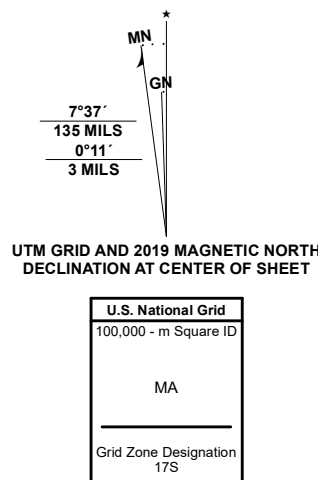 ★
MN
GN
7°37´
135 MILS
0°11´
3 MILS
UTM GRID AND 2019 MAGNETIC NORTH
DECLINATION AT CENTER OF SHEET
U.S. National Grid
100,000 - m Square ID
MA
Grid Zone Designation
17S